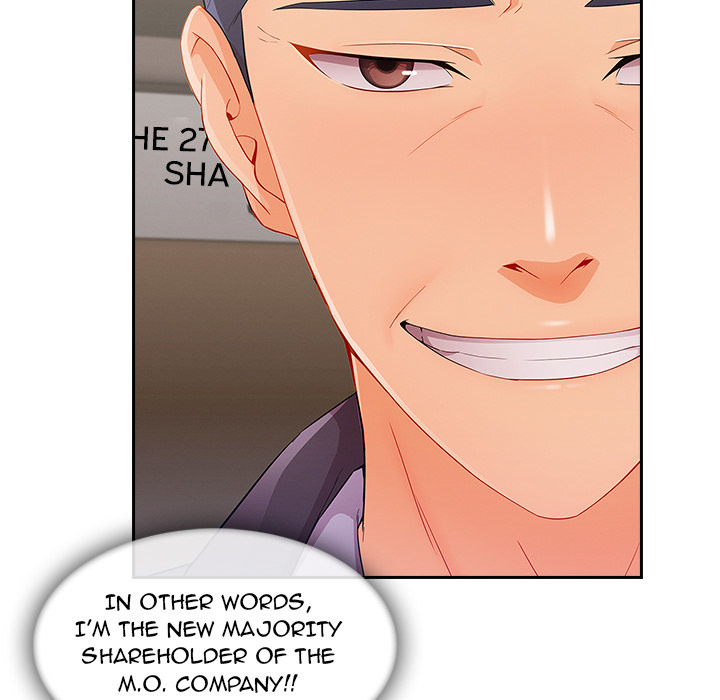 HE 27
SHA
IN OTHER WORDS,
I'M THE NEW MAJORITY
SHAREHOLDER OF THE
M.O. COMPANY!!